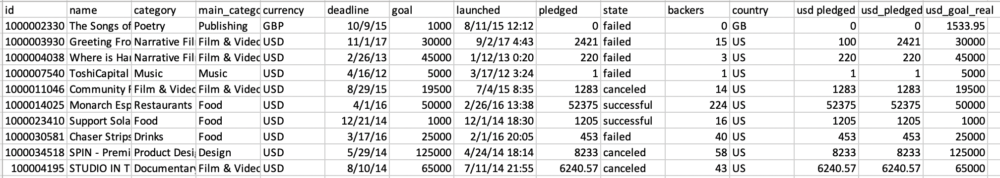 id name category main_catego currency deadline goal launched pledged state backers country usd pledged usd_pledged usd_goal_real
1000002330 The Songs of Poetry Publishing GBP 10/9/15 1000 8/11/15 12:12 0 failed 0 GB 0 0 1533.95
1000003930 Greeting Fro Narrative Fil Film & Videc USD 11/1/17 30000 9/2/17 4:43 2421 failed 15 US 100 2421 30000
1000004038 Where is Har Narrative Fil Film & Videc USD 2/26/13 45000 1/12/13 0:20 220 failed 3 US 220 220 45000
1000007540 ToshiCapital Music Music USD 4/16/12 5000 3/17/12 3:24 1 failed 1 US 1 1 5000
1000011046 Community F Film & Videc Film & Videc USD 8/29/15 19500 7/4/15 8:35 1283 canceled 14 US 1283 1283 19500
1000014025 Monarch Esp Restaurants Food USD 4/1/16 50000 2/26/16 13:38 52375 successful 224 US 52375 52375 50000
1000023410 Support Sola Food Food USD 12/21/14 1000 12/1/14 18:30 1205 successful 16 US 1205 1205 1000
1000030581 Chaser Strips Drinks Food USD 3/17/16 25000 2/1/16 20:05 453 failed 40 US 453 453 25000
1000034518 SPIN - Premi Product Desi Design USD 5/29/14 125000 4/24/14 18:14 8233 canceled 58 US 8233 8233 125000
100004195 STUDIO IN T Documentary Film & Videc USD 8/10/14 65000 7/11/14 21:55 6240.57 canceled 43 US 6240.57 6240.57 65000